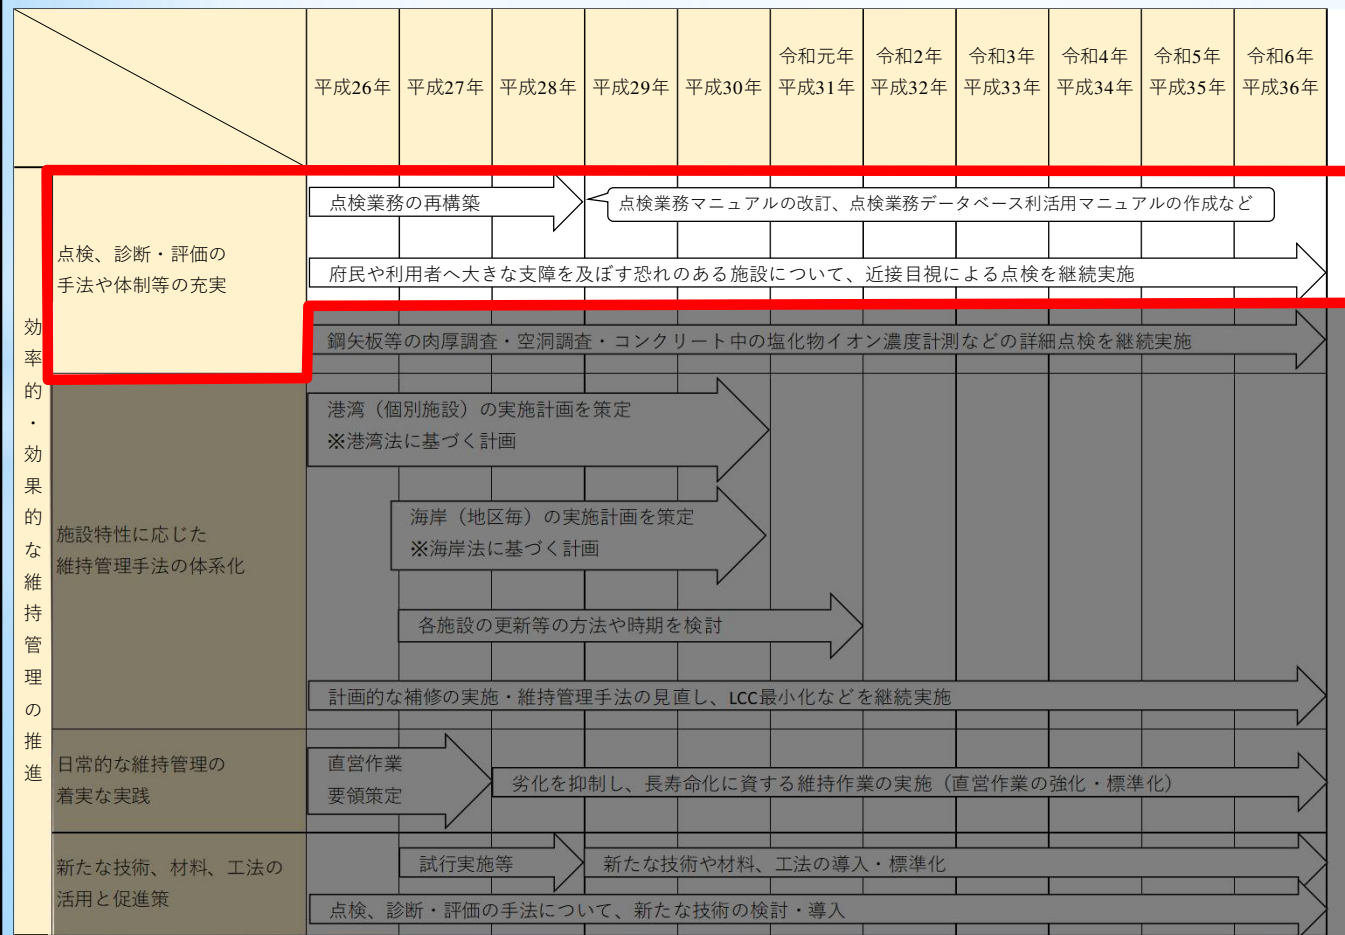 令和元年 令和2年 令和3年 令和4年 令和5年 令和6年
平成26年 平成27年 平成28年 平成29年 平成30年 平成31年 平成32年 平成33年 平成34年 平成35年 平成36年
効率的・効果的な維持管理の推進
点検、診断・評価の
手法や体制等の充実
点検業務の再構築
点検業務マニュアルの改訂、点検業務データベース利活用マニュアルの作成など
府民や利用者へ大きな支障を及ぼす恐れのある施設について、近接目視による点検を継続実施
鋼矢板等の肉厚調査・空洞調査・コンクリート中の塩化物イオン濃度計測などの詳細点検を継続実施
施設特性に応じた
維持管理手法の体系化
港湾（個別施設）の実施計画を策定
※港湾法に基づく計画
海岸（地区毎）の実施計画を策定
※海岸法に基づく計画
各施設の更新等の方法や時期を検討
計画的な補修の実施・維持管理手法の見直し、LCC最小化などを継続実施
日常的な維持管理の
着実な実践
直営作業
要領策定
劣化を抑制し、長寿命化に資する維持作業の実施（直営作業の強化・標準化）
新たな技術、材料、工法の
活用と促進策
試行実施等
新たな技術や材料、工法の導入・標準化
点検、診断・評価の手法について、新たな技術の検討・導入